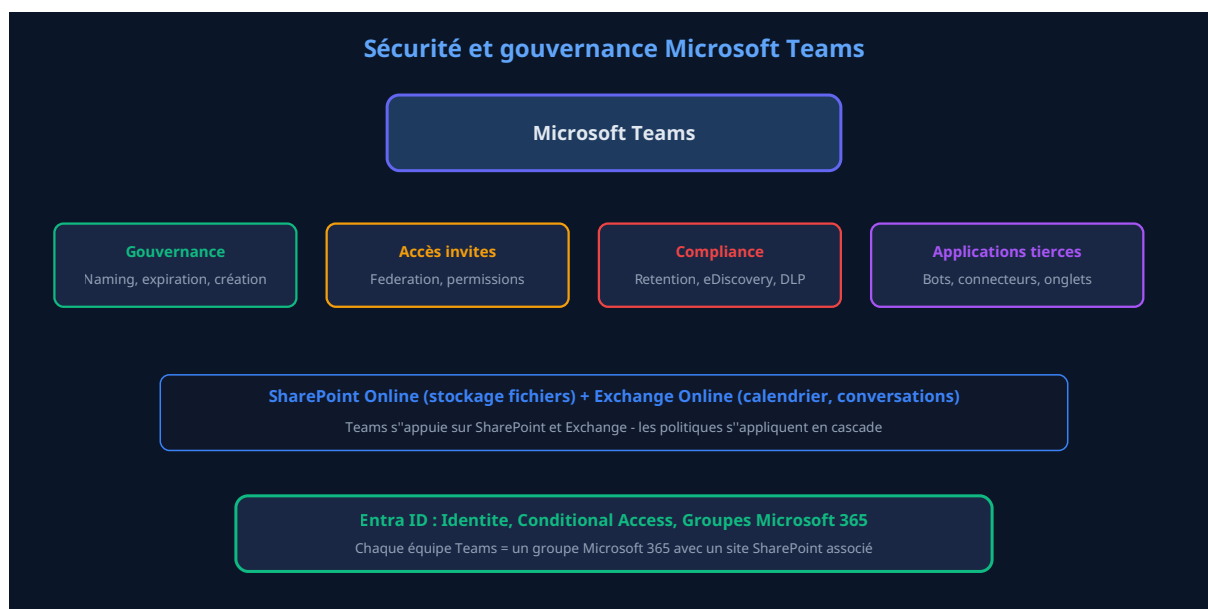 Sécurité et gouvernance Microsoft Teams
Microsoft Teams
Gouvernance
Naming, expiration, création
Accès invites
Federation, permissions
Compliance
Retention, eDiscovery, DLP
Applications tierces
Bots, connecteurs, onglets
SharePoint Online (stockage fichiers) + Exchange Online (calendrier, conversations)
Teams s''appuie sur SharePoint et Exchange - les politiques s''appliquent en cascade
Entra ID : Identite, Conditional Access, Groupes Microsoft 365
Chaque équipe Teams = un groupe Microsoft 365 avec un site SharePoint associé